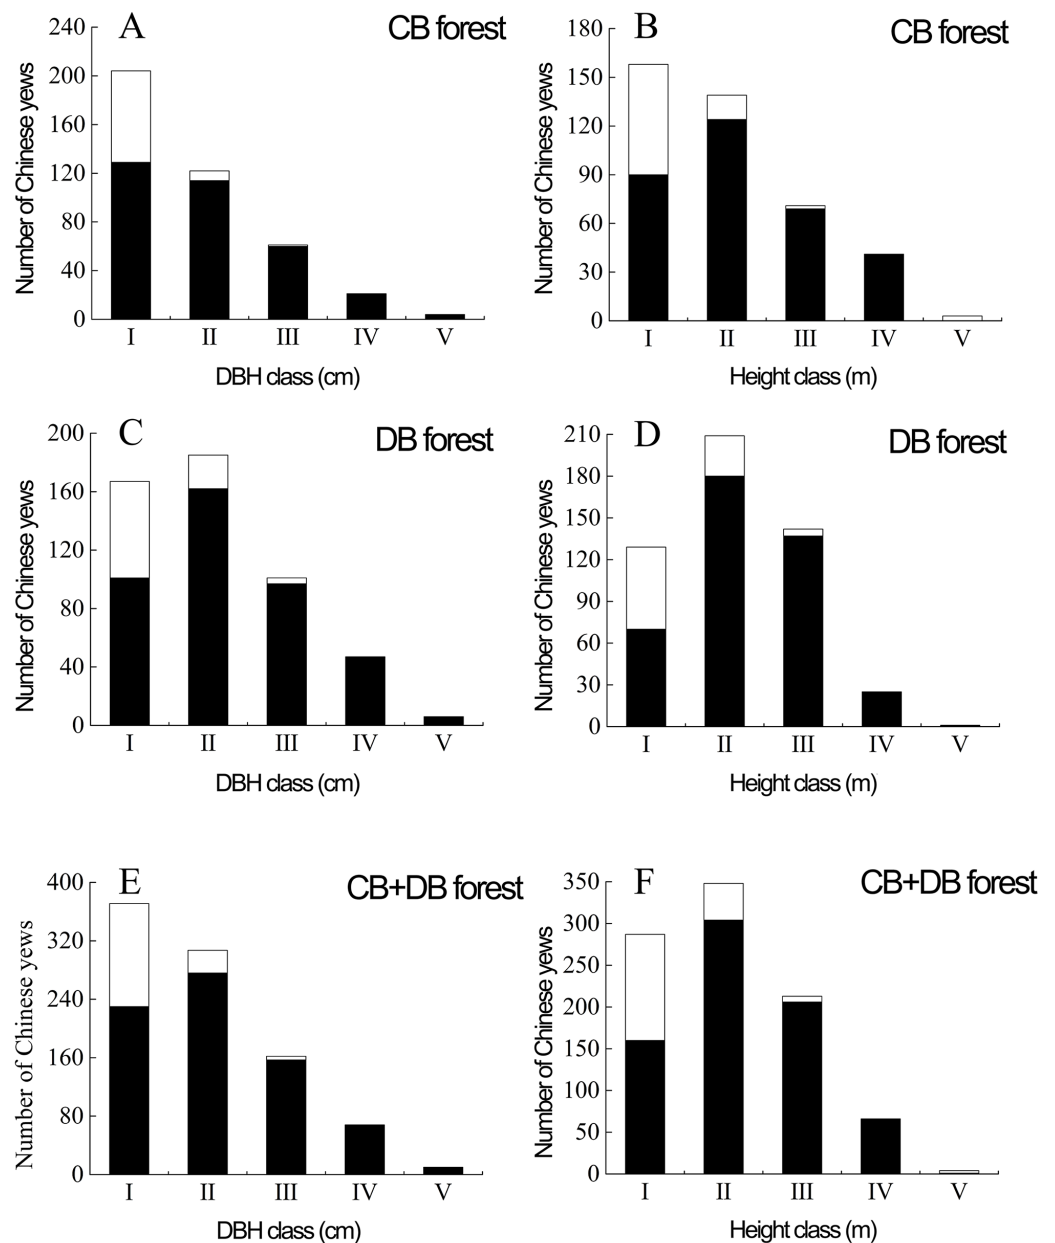 A
CB forest
Number of Chinese yews
240
200
160
120
80
40
0
I II III IV V
DBH class (cm)
B
CB forest
Number of Chinese yews
180
150
120
90
60
30
0
I II III IV V
Height class (m)
C
DB forest
Number of Chinese yews
200
160
120
80
40
0
I II III IV V
DBH class (cm)
D
DB forest
Number of Chinese yews
210
180
150
120
90
60
30
0
I II III IV V
Height class (m)
E
CB+DB forest
Number of Chinese yews
400
320
240
160
80
0
I II III IV V
DBH class (cm)
F
CB+DB forest
Number of Chinese yews
350
300
250
200
150
100
50
0
I II III IV V
Height class (m)